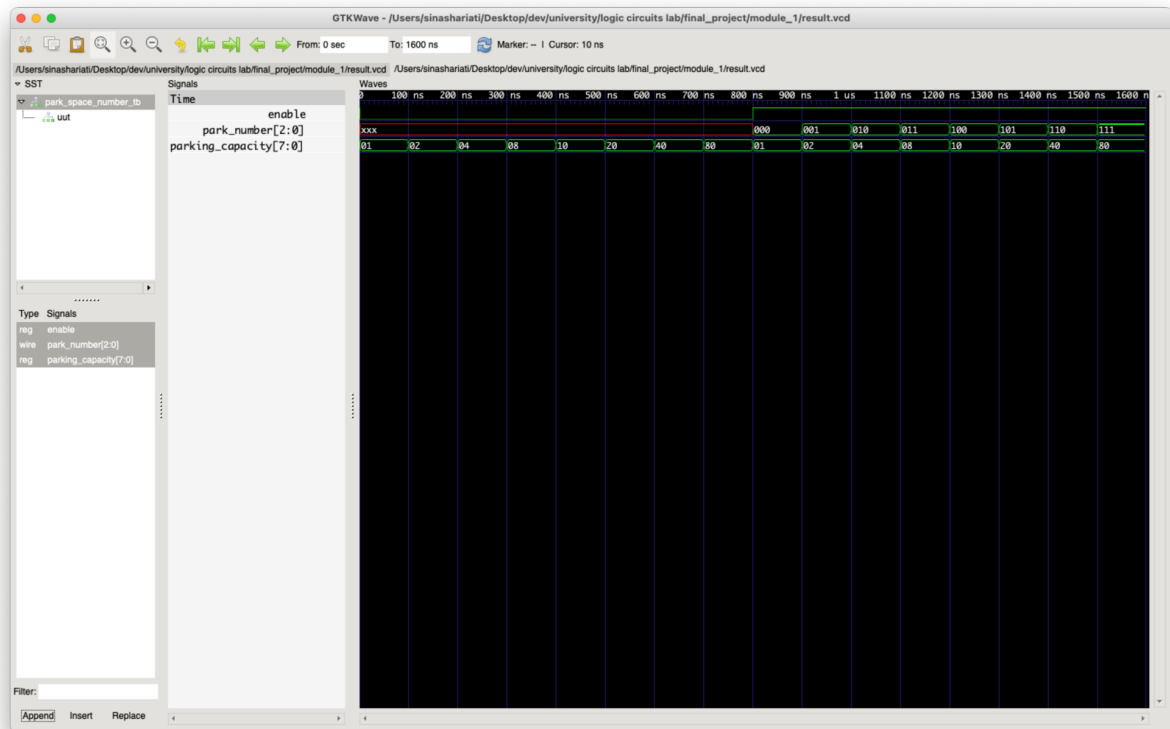 GTKWave - /Users/sinashariati/Desktop/dev/university/logic circuits lab/final_project/module_1/result.vcd
From: 0 sec To: 1600 ns Marker: -- | Cursor: 10 ns
/Users/sinashariati/Desktop/dev/university/logic circuits lab/final_project/module_1/result.vcd /Users/sinashariati/Desktop/dev/university/logic circuits lab/final_project/module_1/result.vcd
SST
park_space_number_tb
uut
Type Signals
reg enable
wire park_number[2:0]
reg parking_capacity[7:0]
Filter:
Append Insert Replace
Signals
Time
enable
park_number[2:0]
parking_capacity[7:0]
Waves
0 100 ns 200 ns 300 ns 400 ns 500 ns 600 ns 700 ns 800 ns 900 ns 1 us 1100 ns 1200 ns 1300 ns 1400 ns 1500 ns 1600 n
xxx 000 001 010 011 100 101 110 111
01 02 04 08 10 20 40 80 01 02 04 08 10 20 40 80